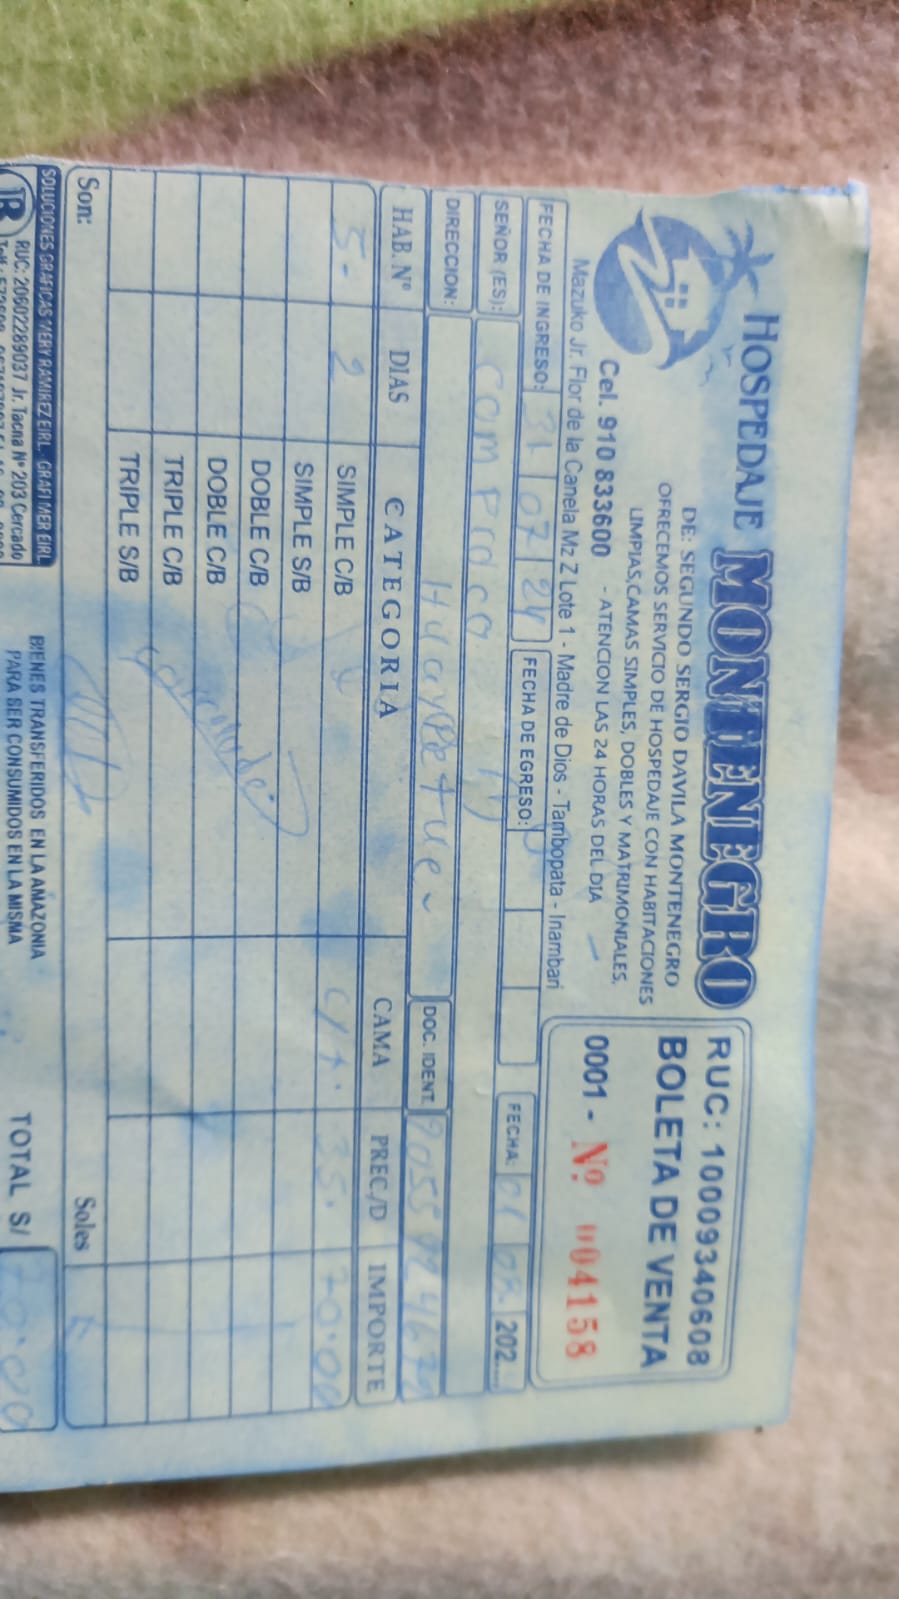 HOSPEDAJE MONTENEGRO
DE: SEGUNDO SERGIO DAVILA MONTENEGRO
OFRECEMOS SERVICIO DE HOSPEDAJE CON HABITACIONES
LIMPIAS,CAMAS SIMPLES, DOBLES Y MATRIMONIALES,
Cel. 910 833600 - ATENCION LAS 24 HORAS DEL DIA
Mazuko Jr. Flor de la Canela Mz Z Lote 1 - Madre de Dios - Tambopata - Inambari
RUC: 10009340608
BOLETA DE VENTA
0001 - Nº 004158
FECHA DE INGRESO: 31 07 24 FECHA DE EGRESO: FECHA: 01 08 202....
SEÑOR (ES):
DIRECCION: Huaypetue DOC. IDENT.
HAB. Nº DIAS CATEGORIA CAMA PREC./D IMPORTE
5- 2 SIMPLE C/B 35. 70.00
SIMPLE S/B
DOBLE C/B
DOBLE C/B
TRIPLE C/B
TRIPLE S/B
Son: Soles
SOLUCIONES GRAFICAS MERY RAMIREZ EIRL. GRAFI MER EIRL
RUC: 20602289037 Jr. Tacna Nº 203 Cercado
BIENES TRANSFERIDOS EN LA AMAZONIA
PARA SER CONSUMIDOS EN LA MISMA
TOTAL S/ 70.00